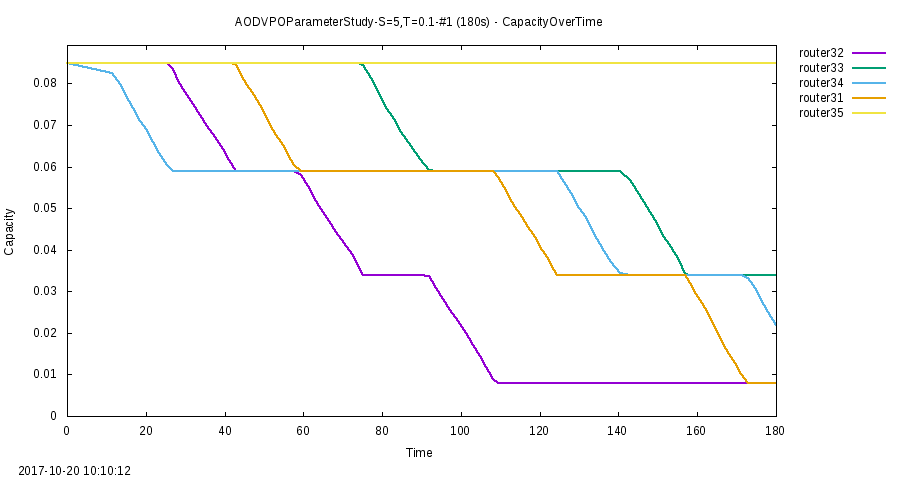 AODVPOParameterStudy-S=5,T=0.1-#1 (180s) - CapacityOverTime
router32
router33
router34
router31
router35
0.08
0.07
0.06
0.05
0.04
0.03
0.02
0.01
0
Capacity
0 20 40 60 80 100 120 140 160 180
Time
2017-10-20 10:10:12